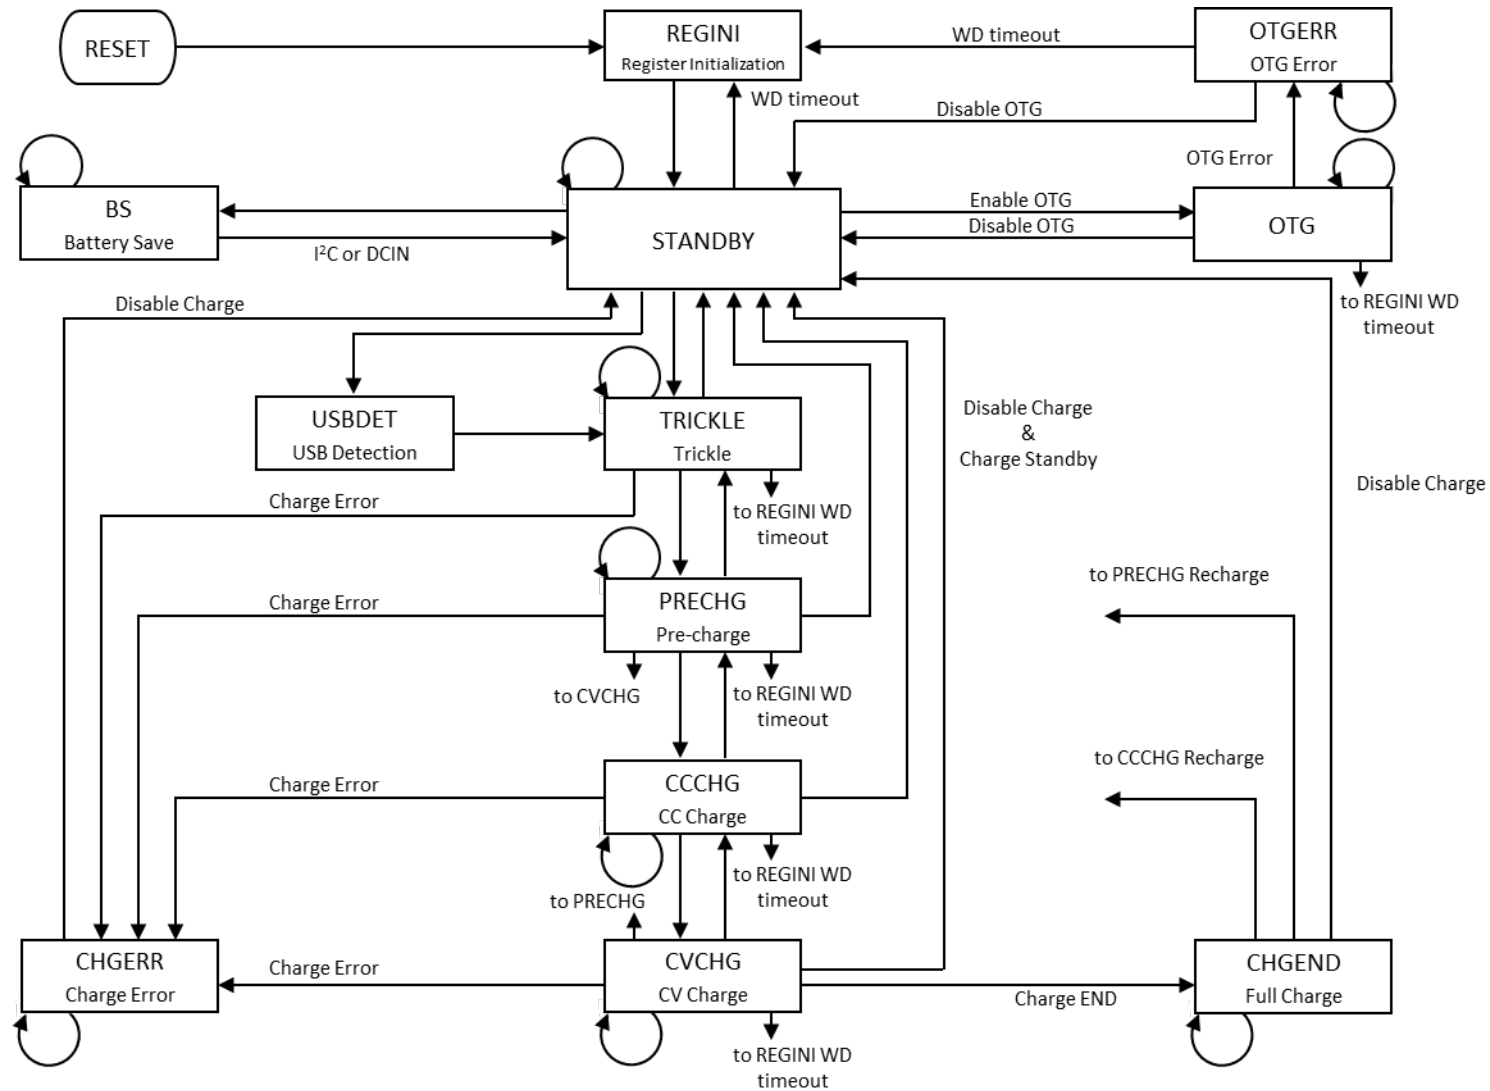 RESET
REGINI
Register Initialization
WD timeout
OTGERR
OTG Error
WD timeout
Disable OTG
OTG Error
BS
Battery Save
I²C or DCIN
STANDBY
Enable OTG
Disable OTG
OTG
to REGINI WD
timeout
Disable Charge
USBDET
USB Detection
TRICKLE
Trickle
Disable Charge
&
Charge Standby
Disable Charge
Charge Error
to REGINI WD
timeout
to PRECHG Recharge
Charge Error
PRECHG
Pre-charge
to CVCHG
to REGINI WD
timeout
to CCCHG Recharge
Charge Error
CCCHG
CC Charge
to REGINI WD
timeout
to PRECHG
CHGERR
Charge Error
Charge Error
CVCHG
CV Charge
Charge END
CHGEND
Full Charge
to REGINI WD
timeout